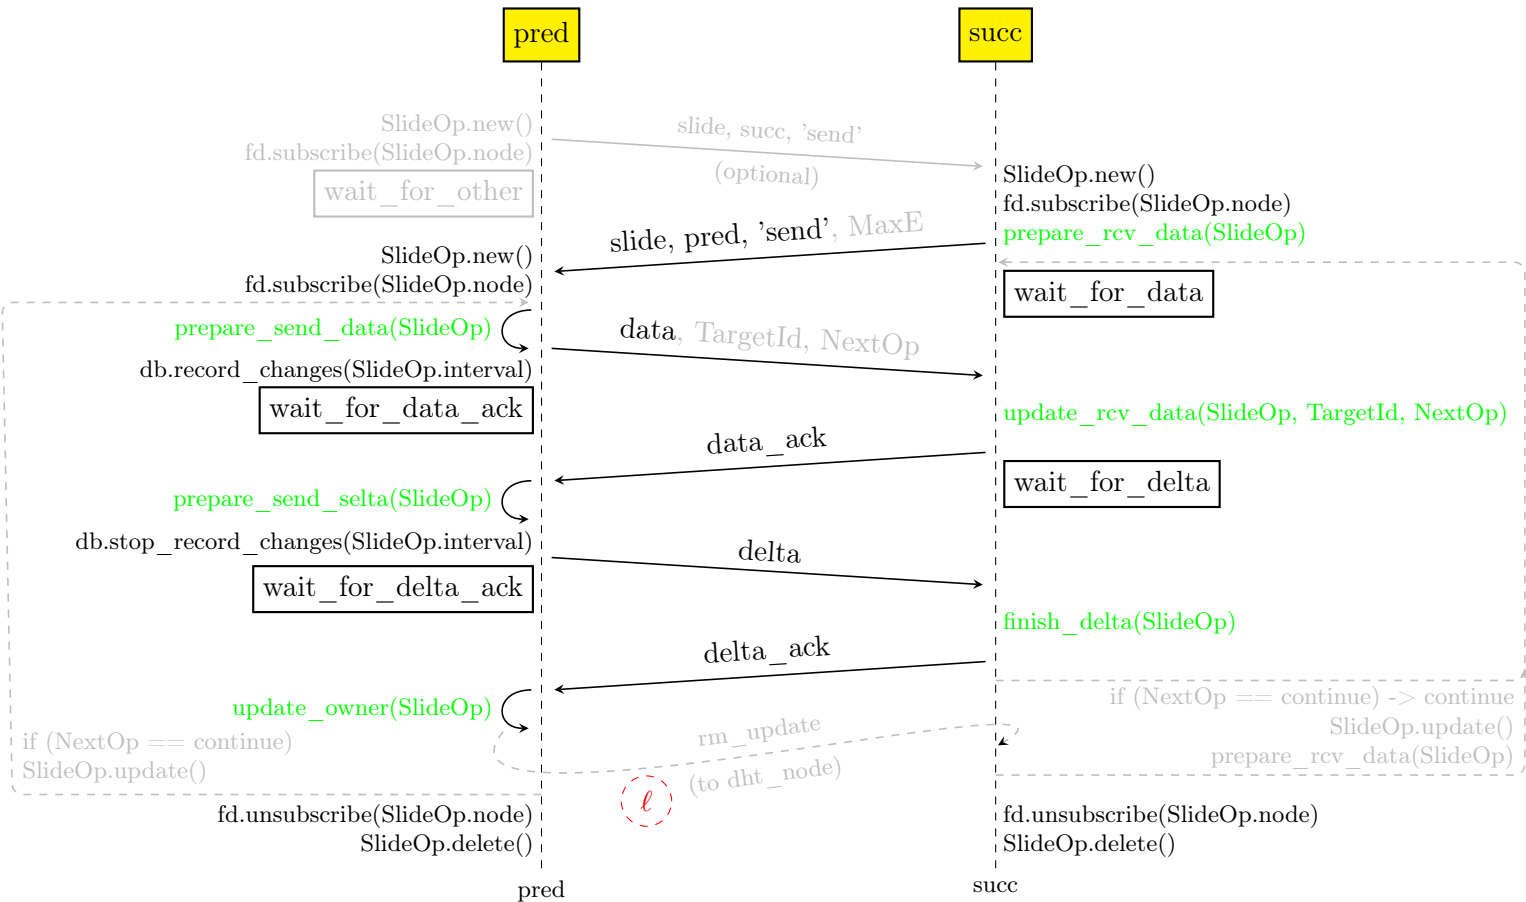 pred
succ
SlideOp.new()
fd.subscribe(SlideOp.node)
wait_for_other
slide, succ, 'send'
(optional)
SlideOp.new()
fd.subscribe(SlideOp.node)
prepare_rcv_data(SlideOp)
slide, pred, 'send', MaxE
SlideOp.new()
fd.subscribe(SlideOp.node)
wait_for_data
prepare_send_data(SlideOp)
data, TargetId, NextOp
db.record_changes(SlideOp.interval)
wait_for_data_ack
update_rcv_data(SlideOp, TargetId, NextOp)
data_ack
wait_for_delta
prepare_send_selta(SlideOp)
db.stop_record_changes(SlideOp.interval)
delta
wait_for_delta_ack
finish_delta(SlideOp)
delta_ack
update_owner(SlideOp)
if (NextOp == continue) -> continue
SlideOp.update()
prepare_rcv_data(SlideOp)
if (NextOp == continue)
SlideOp.update()
rm_update
(to dht_node)
ℓ
fd.unsubscribe(SlideOp.node)
SlideOp.delete()
fd.unsubscribe(SlideOp.node)
SlideOp.delete()
pred
succ